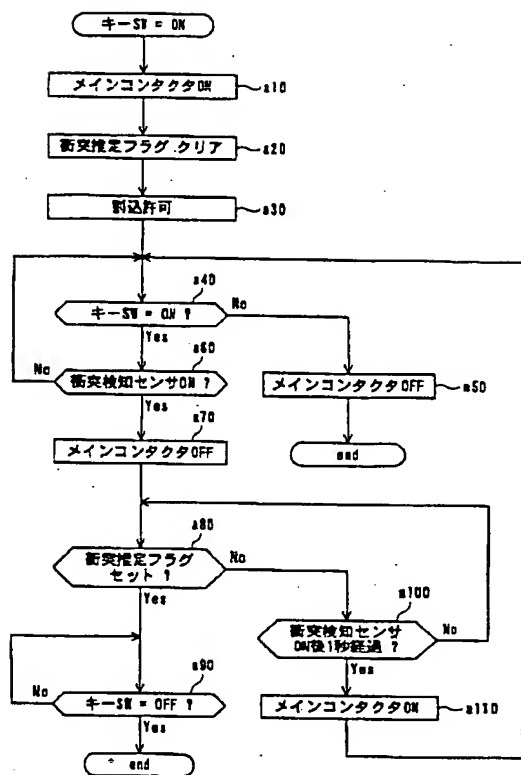 キーSW = ON
メインコンタクタON
a10
衝突推定フラグ クリア
a20
割込許可
a30
a40
キーSW = ON ?
No
Yes
a60
No
衝突検知センサON ?
Yes
メインコンタクタOFF
a50
end
a70
メインコンタクタOFF
a80
衝突推定フラグ
セット ?
No
Yes
a100
衝突検知センサ
ON後1秒経過 ?
No
Yes
a90
No
キーSW = OFF ?
Yes
メインコンタクタON
a110
end